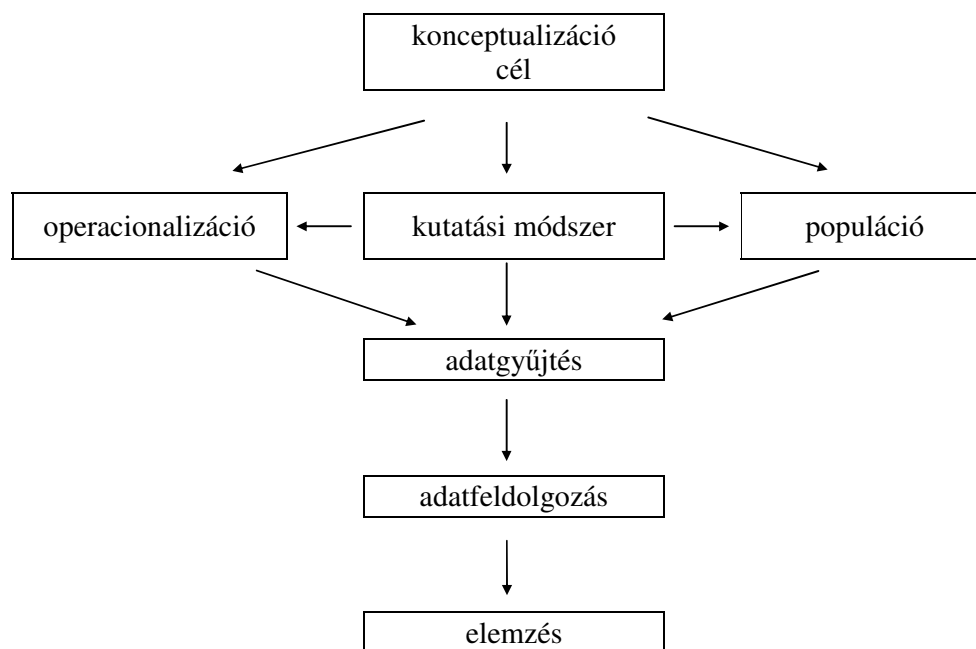 konceptualizáció
cél
operacionalizáció
kutatási módszer
populáció
adatgyűjtés
adatfeldolgozás
elemzés